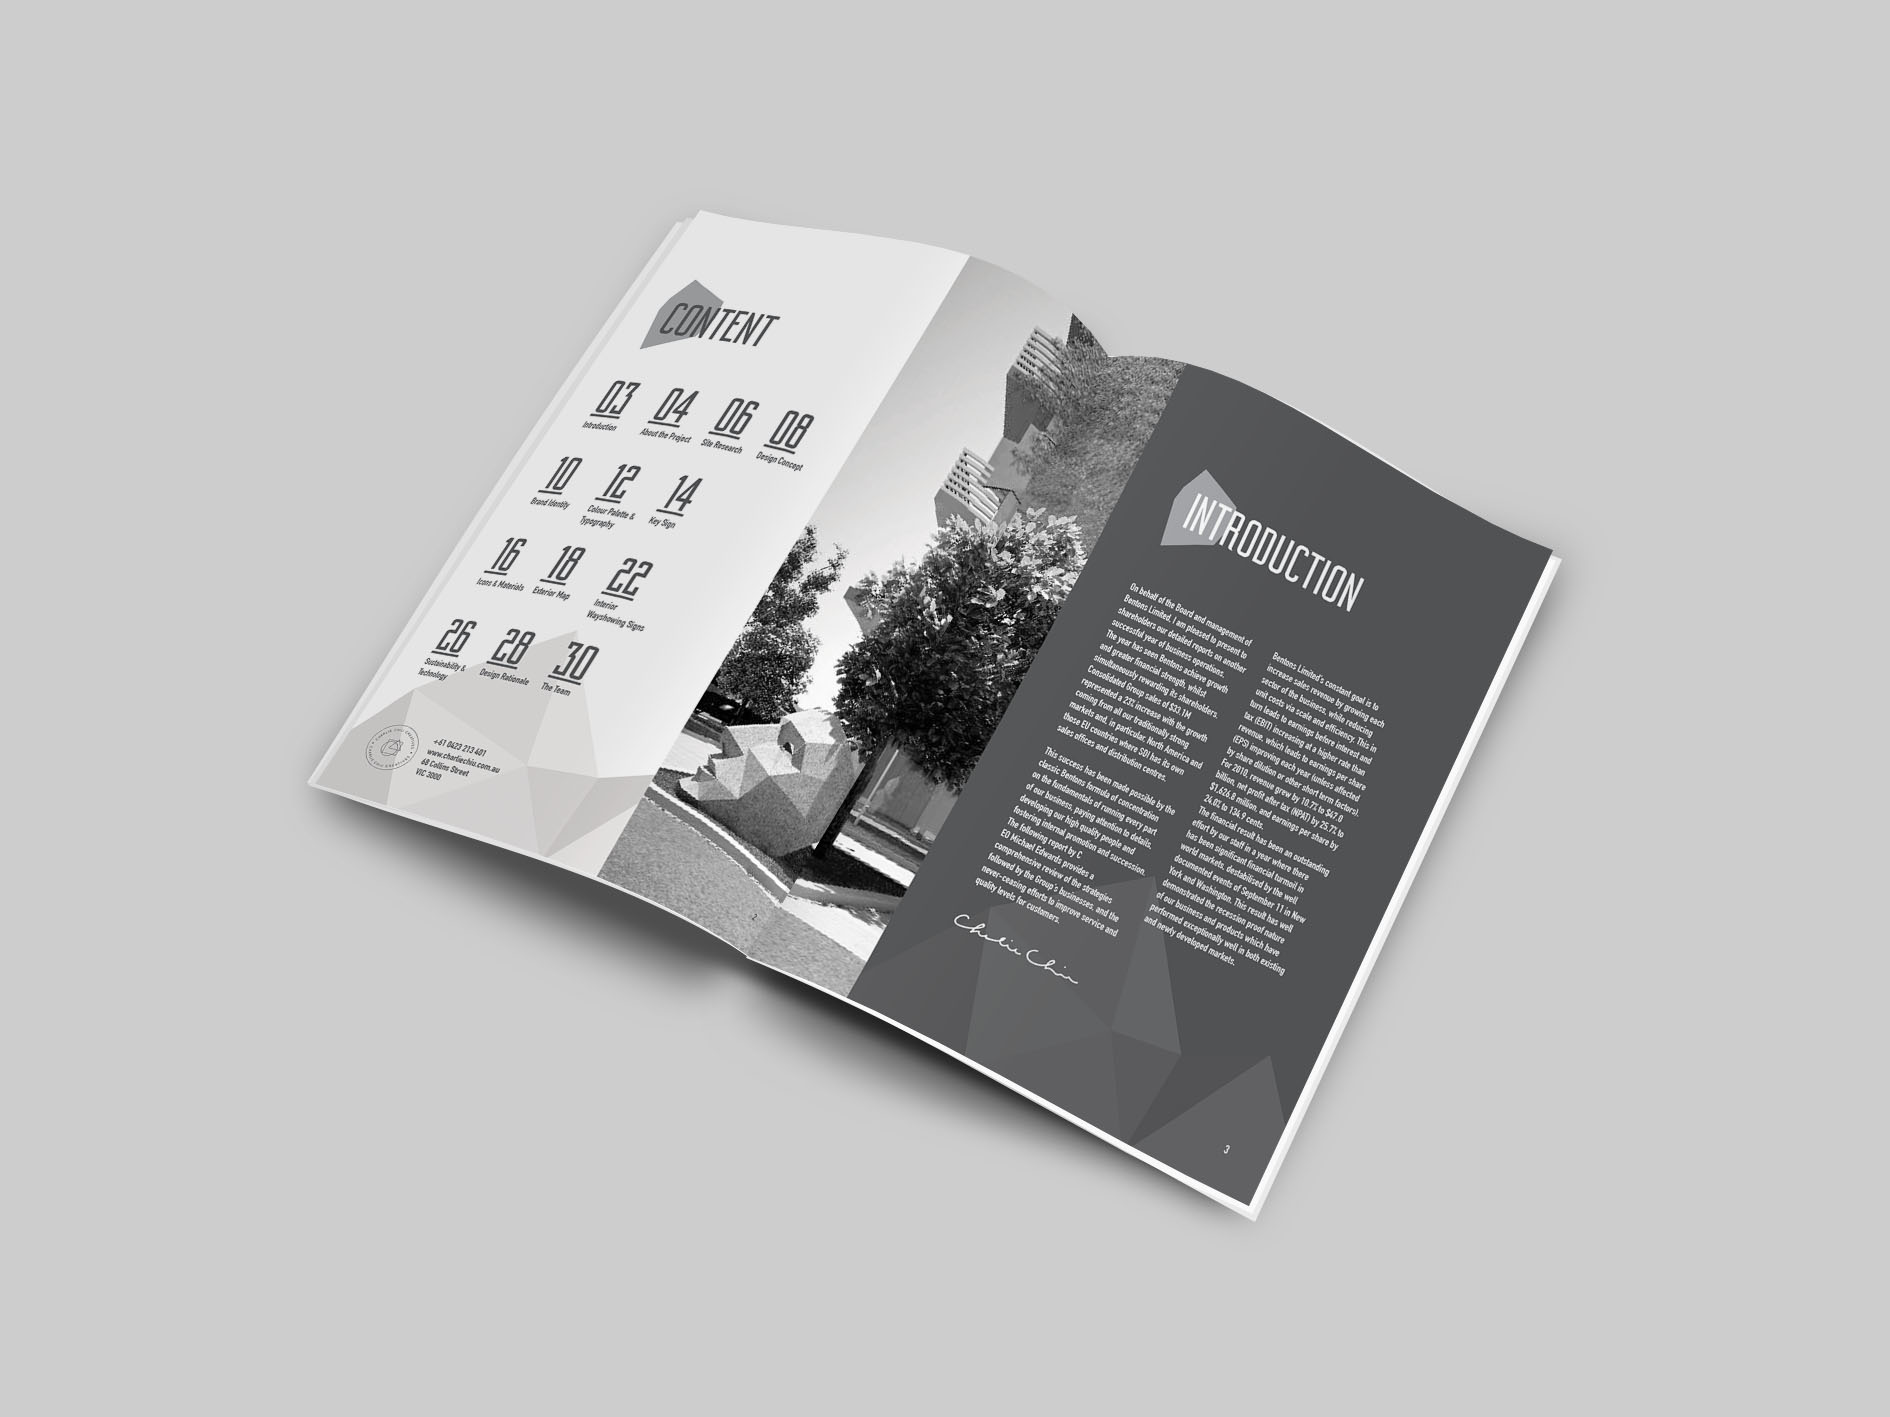 CONTENT
03
Introduction
04
About the Project
06
Site Research
08
Design Concept
10
Brand Identity
12
Colour Palette &
Typography
14
Key Sign
16
Icons & Materials
18
Exterior Map
22
Interior
Wayshowing Signs
26
Sustainability &
Technology
28
Design Rationale
30
The Team
+61 0423 213 401
www.charliechiu.com.au
68 Collins Street
VIC 3000
2
INTRODUCTION
On behalf of the Board and management of
Bentons Limited, I am pleased to present to
shareholders our detailed reports on another
successful year of business operations.
The year has seen Bentons achieve growth
and greater financial strength, whilst
simultaneously rewarding its shareholders.
Consolidated Group sales of $33.1M
represented a 23% increase with the growth
coming from all our traditionally strong
markets and, in particular, North America and
those EU countries where SDI has its own
sales offices and distribution centres.
This success has been made possible by the
classic Bentons formula of concentration
on the fundamentals of running every part
of our business, paying attention to details,
developing our high quality people and
fostering internal promotion and succession.
The following report by C
EO Michael Edwards provides a
comprehensive review of the strategies
followed by the Group's businesses, and the
never-ceasing efforts to improve service and
quality levels for customers.
Charlie Chiu
Bentons Limited's constant goal is to
increase sales revenue by growing each
sector of the business, while reducing
unit costs via scale and efficiency. This in
turn leads to earnings before interest and
tax (EBIT) increasing at a higher rate than
revenue, which leads to earnings per share
(EPS) improving each year (unless affected
by share dilution or other short term factors).
For 2010, revenue grew by 10.7% to $47.0
billion, net profit after tax (NPAT) by 25.7% to
$1,626.8 million, and earnings per share by
24.0% to 134.9 cents.
The financial result has been an outstanding
effort by our staff in a year where there
has been significant financial turmoil in
world markets, destabilised by the well
documented events of September 11 in New
York and Washington. This result has well
demonstrated the recession proof nature
of our business and products which have
performed exceptionally well in both existing
and newly developed markets.
3